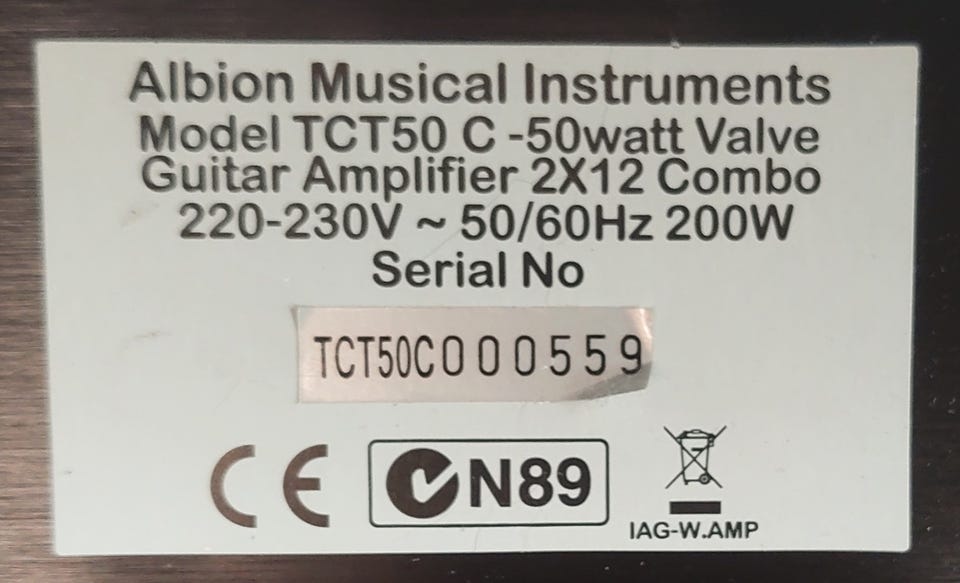 Albion Musical Instruments
Model TCT50 C -50watt Valve
Guitar Amplifier 2X12 Combo
220-230V ~ 50/60Hz 200W
Serial No
TCT50C000559
CE N89
IAG-W.AMP